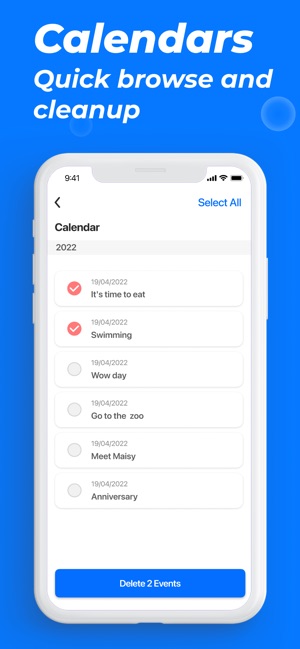 Calendars
Quick browse and
cleanup
9:41
Select All
Calendar
2022
19/04/2022
It's time to eat
19/04/2022
Swimming
19/04/2022
Wow day
19/04/2022
Go to the zoo
19/04/2022
Meet Maisy
19/04/2022
Anniversary
Delete 2 Events